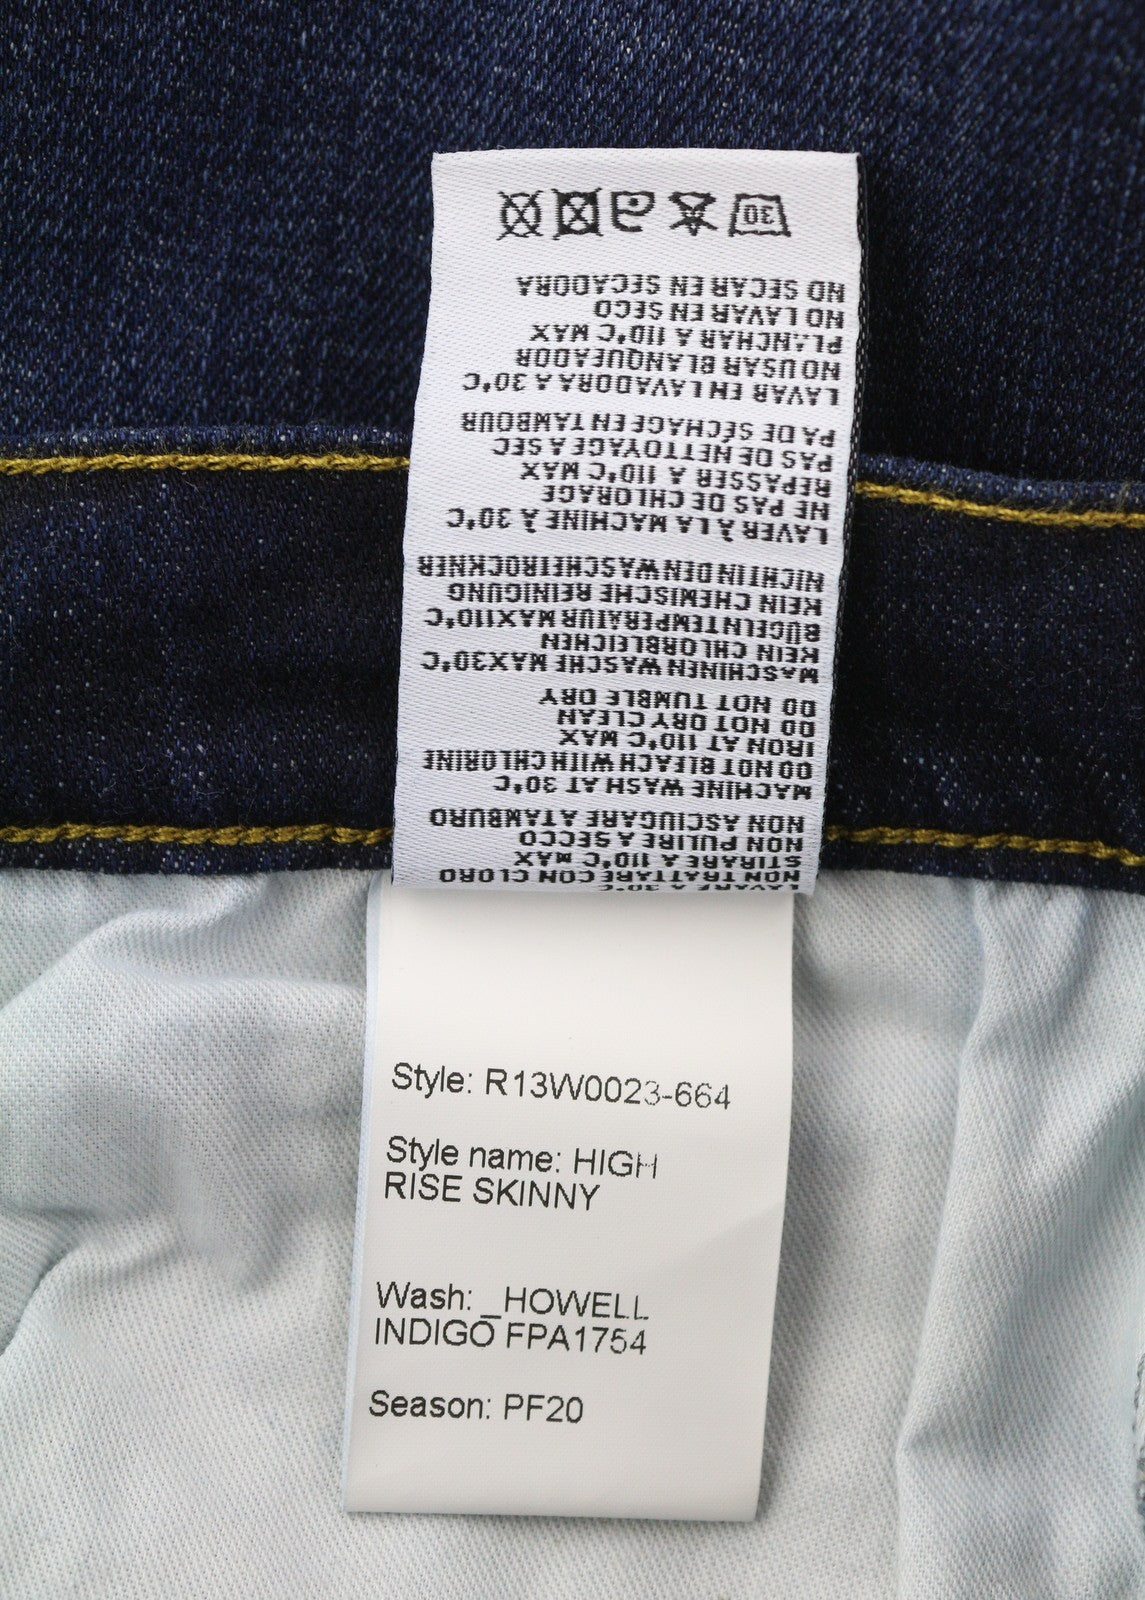 LAVARE A 30°C
NON TRATTARE CON CLORO
STIRARE A 110°C MAX
NON PULIRE A SECCO
NON ASCIUGARE A TAMBURO
MACHINE WASH AT 30°C
DO NOT BLEACH WITH CHLORINE
IRON AT 110°C MAX
DO NOT DRY CLEAN
DO NOT TUMBLE DRY
MASCHINEN WASCHE MAX30°C
KEIN CHLORBLEICHEN
BÜGELNTEMPERATUR MAX110°C
KEIN CHEMISCHE REINIGUNG
NICHT IN DEN WASCHETROCKNER
LAVER À LA MACHINE À 30°C
NE PAS DE CHLORAGE
REPASSER A 110°C MAX
PAS DE NETTOYAGE A SEC
PA DE SÉCHAGE EN TAMBOUR
LAVAR EN LAVADORA A 30°C
NO USAR BLANQUEADOR
PLANCHAR A 110°C MAX
NO LAVAR EN SECO
NO SECAR EN SECADORA
30
Style: R13W0023-664
Style name: HIGH
RISE SKINNY
Wash: _HOWELL
INDIGO FPA1754
Season: PF20